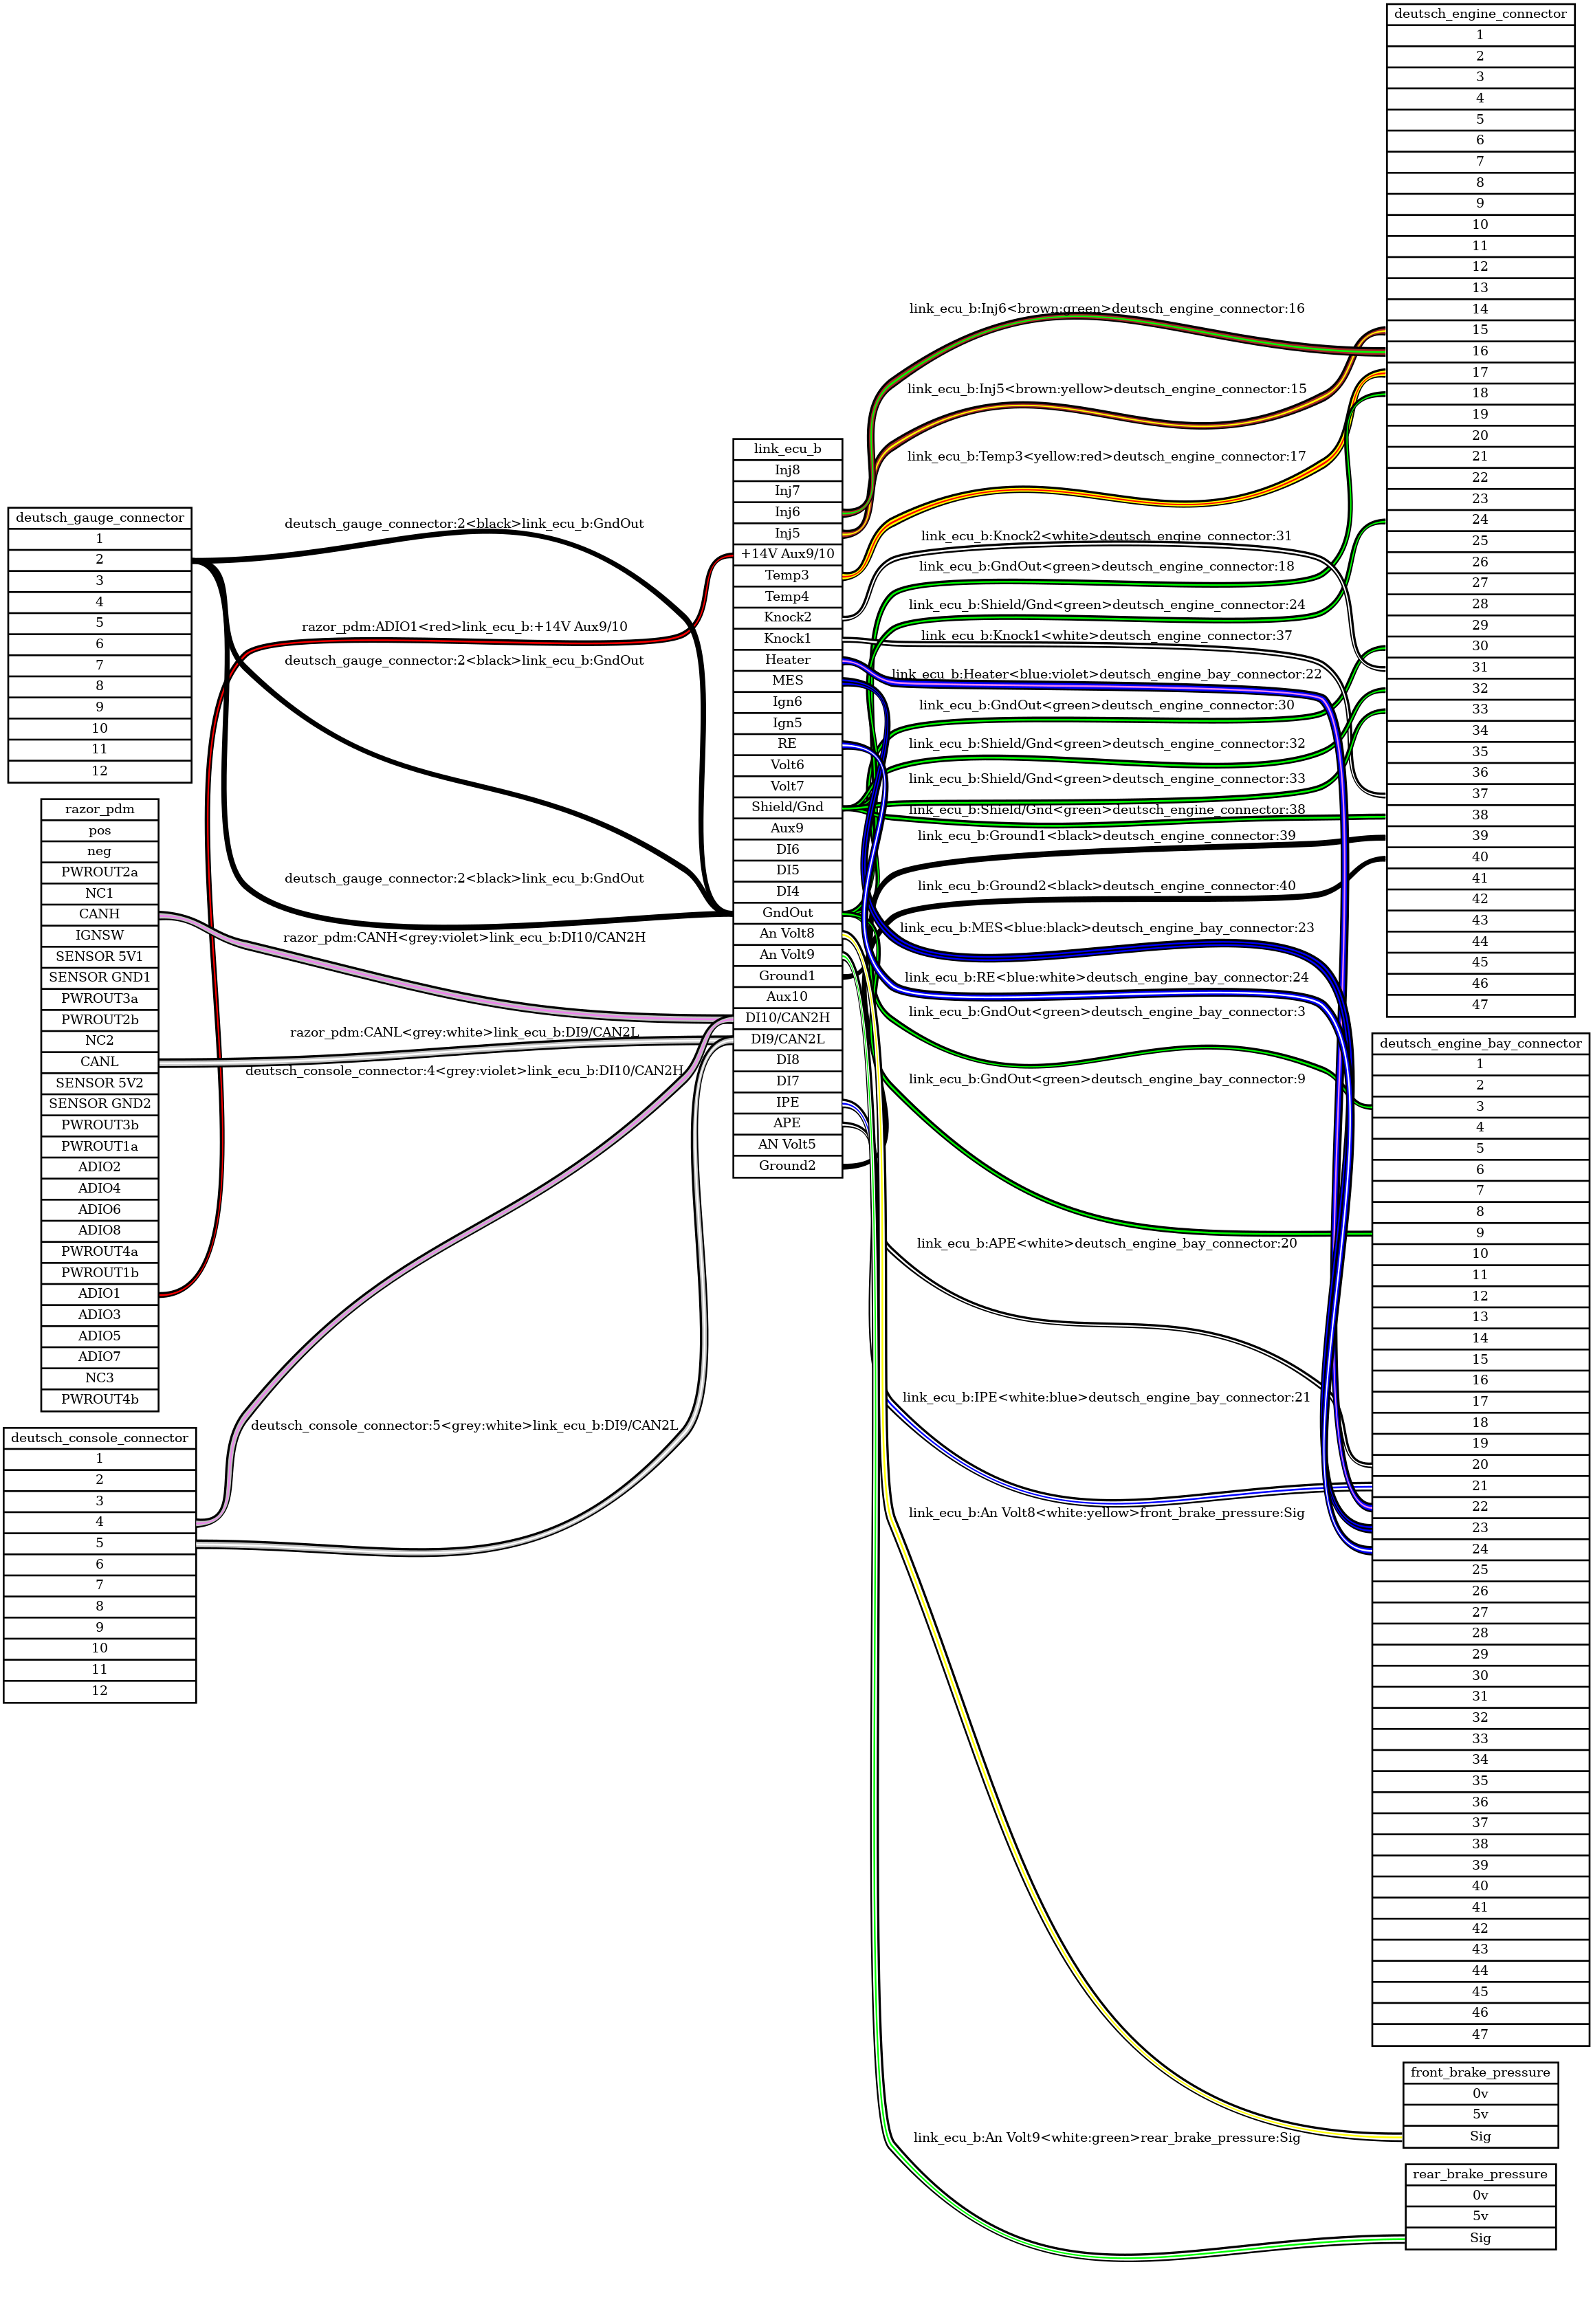 deutsch_gauge_connector
1
2
3
4
5
6
7
8
9
10
11
12
razor_pdm
pos
neg
PWROUT2a
NC1
CANH
IGNSW
SENSOR 5V1
SENSOR GND1
PWROUT3a
PWROUT2b
NC2
CANL
SENSOR 5V2
SENSOR GND2
PWROUT3b
PWROUT1a
ADIO2
ADIO4
ADIO6
ADIO8
PWROUT4a
PWROUT1b
ADIO1
ADIO3
ADIO5
ADIO7
NC3
PWROUT4b
deutsch_console_connector
1
2
3
4
5
6
7
8
9
10
11
12
deutsch_gauge_connector:2<black>link_ecu_b:GndOut
razor_pdm:ADIO1<red>link_ecu_b:+14V Aux9/10
deutsch_gauge_connector:2<black>link_ecu_b:GndOut
deutsch_gauge_connector:2<black>link_ecu_b:GndOut
razor_pdm:CANH<grey:violet>link_ecu_b:DI10/CAN2H
razor_pdm:CANL<grey:white>link_ecu_b:DI9/CAN2L
deutsch_console_connector:4<grey:violet>link_ecu_b:DI10/CAN2H
deutsch_console_connector:5<grey:white>link_ecu_b:DI9/CAN2L
link_ecu_b
Inj8
Inj7
Inj6
Inj5
+14V Aux9/10
Temp3
Temp4
Knock2
Knock1
Heater
MES
Ign6
Ign5
RE
Volt6
Volt7
Shield/Gnd
Aux9
DI6
DI5
DI4
GndOut
An Volt8
An Volt9
Ground1
Aux10
DI10/CAN2H
DI9/CAN2L
DI8
DI7
IPE
APE
AN Volt5
Ground2
link_ecu_b:Inj6<brown:green>deutsch_engine_connector:16
link_ecu_b:Inj5<brown:yellow>deutsch_engine_connector:15
link_ecu_b:Temp3<yellow:red>deutsch_engine_connector:17
link_ecu_b:Knock2<white>deutsch_engine_connector:31
link_ecu_b:GndOut<green>deutsch_engine_connector:18
link_ecu_b:Shield/Gnd<green>deutsch_engine_connector:24
link_ecu_b:Knock1<white>deutsch_engine_connector:37
link_ecu_b:Heater<blue:violet>deutsch_engine_bay_connector:22
link_ecu_b:GndOut<green>deutsch_engine_connector:30
link_ecu_b:Shield/Gnd<green>deutsch_engine_connector:32
link_ecu_b:Shield/Gnd<green>deutsch_engine_connector:33
link_ecu_b:Shield/Gnd<green>deutsch_engine_connector:38
link_ecu_b:Ground1<black>deutsch_engine_connector:39
link_ecu_b:Ground2<black>deutsch_engine_connector:40
link_ecu_b:MES<blue:black>deutsch_engine_bay_connector:23
link_ecu_b:RE<blue:white>deutsch_engine_bay_connector:24
link_ecu_b:GndOut<green>deutsch_engine_bay_connector:3
link_ecu_b:GndOut<green>deutsch_engine_bay_connector:9
link_ecu_b:APE<white>deutsch_engine_bay_connector:20
link_ecu_b:IPE<white:blue>deutsch_engine_bay_connector:21
link_ecu_b:An Volt8<white:yellow>front_brake_pressure:Sig
link_ecu_b:An Volt9<white:green>rear_brake_pressure:Sig
deutsch_engine_connector
1
2
3
4
5
6
7
8
9
10
11
12
13
14
15
16
17
18
19
20
21
22
23
24
25
26
27
28
29
30
31
32
33
34
35
36
37
38
39
40
41
42
43
44
45
46
47
deutsch_engine_bay_connector
1
2
3
4
5
6
7
8
9
10
11
12
13
14
15
16
17
18
19
20
21
22
23
24
25
26
27
28
29
30
31
32
33
34
35
36
37
38
39
40
41
42
43
44
45
46
47
front_brake_pressure
0v
5v
Sig
rear_brake_pressure
0v
5v
Sig